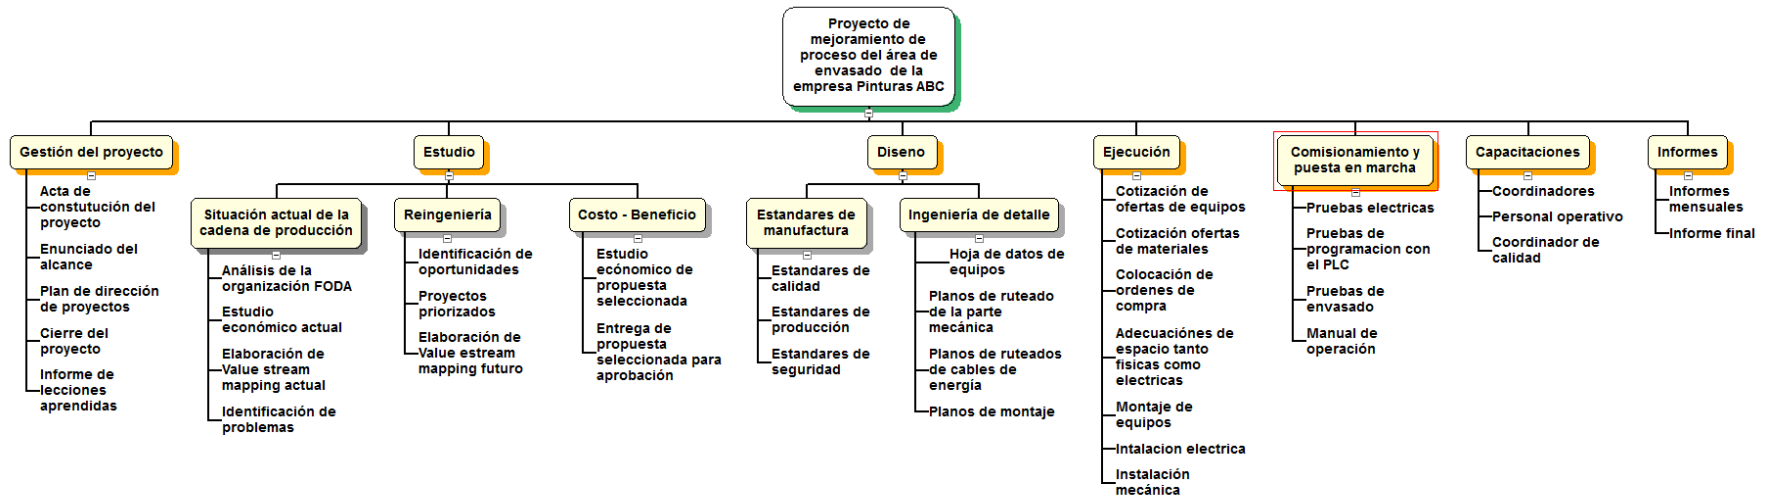 Proyecto de
mejoramiento de
proceso del área de
envasado de la
empresa Pinturas ABC
Gestión del proyecto
Acta de
constutución del
proyecto
Enunciado del
alcance
Plan de dirección
de proyectos
Cierre del
proyecto
Informe de
lecciones
aprendidas
Estudio
Situación actual de la
cadena de producción
Análisis de la
organización FODA
Estudio
económico actual
Elaboración de
Value stream
mapping actual
Identificación de
problemas
Reingeniería
Identificación de
oportunidades
Proyectos
priorizados
Elaboración de
Value estream
mapping futuro
Costo - Beneficio
Estudio
ecónomico de
propuesta
seleccionada
Entrega de
propuesta
seleccionada para
aprobación
Diseno
Estandares de
manufactura
Estandares de
calidad
Estandares de
producción
Estandares de
seguridad
Ingeniería de detalle
Hoja de datos de
equipos
Planos de ruteado
de la parte
mecánica
Planos de ruteados
de cables de
energía
Planos de montaje
Ejecución
Cotización de
ofertas de equipos
Cotización ofertas
de materiales
Colocación de
ordenes de
compra
Adecuaciónes de
espacio tanto
fisicas como
electricas
Montaje de
equipos
Intalacion electrica
Instalación
mecánica
Comisionamiento y
puesta en marcha
Pruebas electricas
Pruebas de
programacion con
el PLC
Pruebas de
envasado
Manual de
operación
Capacitaciones
Coordinadores
Personal operativo
Coordinador de
calidad
Informes
Informes
mensuales
Informe final